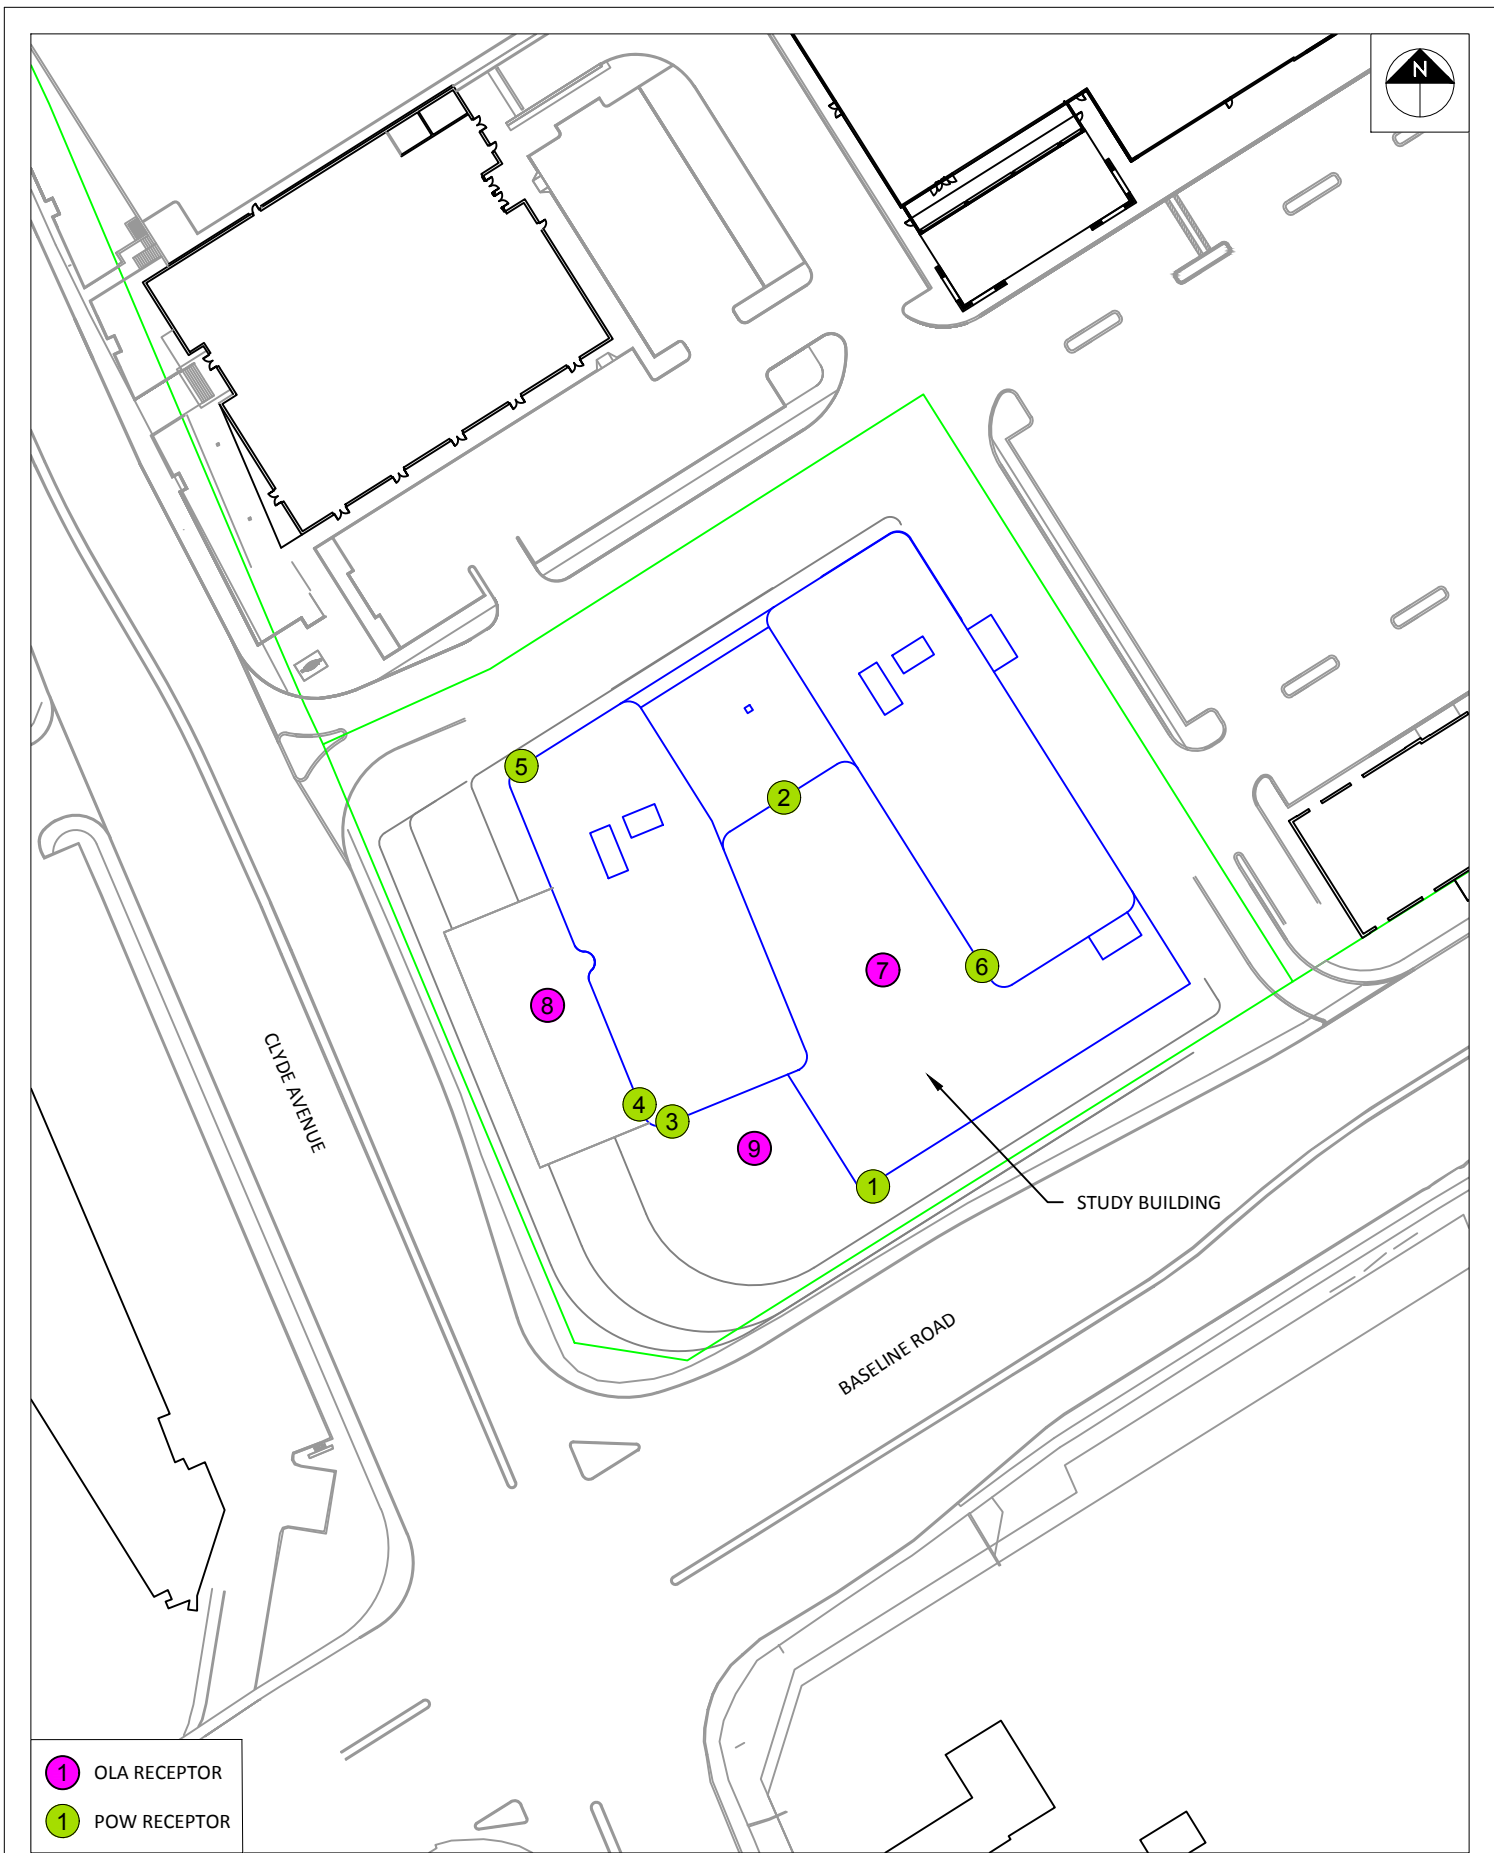 N
5
2
7
6
8
4
3
9
1
CLYDE AVENUE
STUDY BUILDING
BASELINE ROAD
1 OLA RECEPTOR
1 POW RECEPTOR